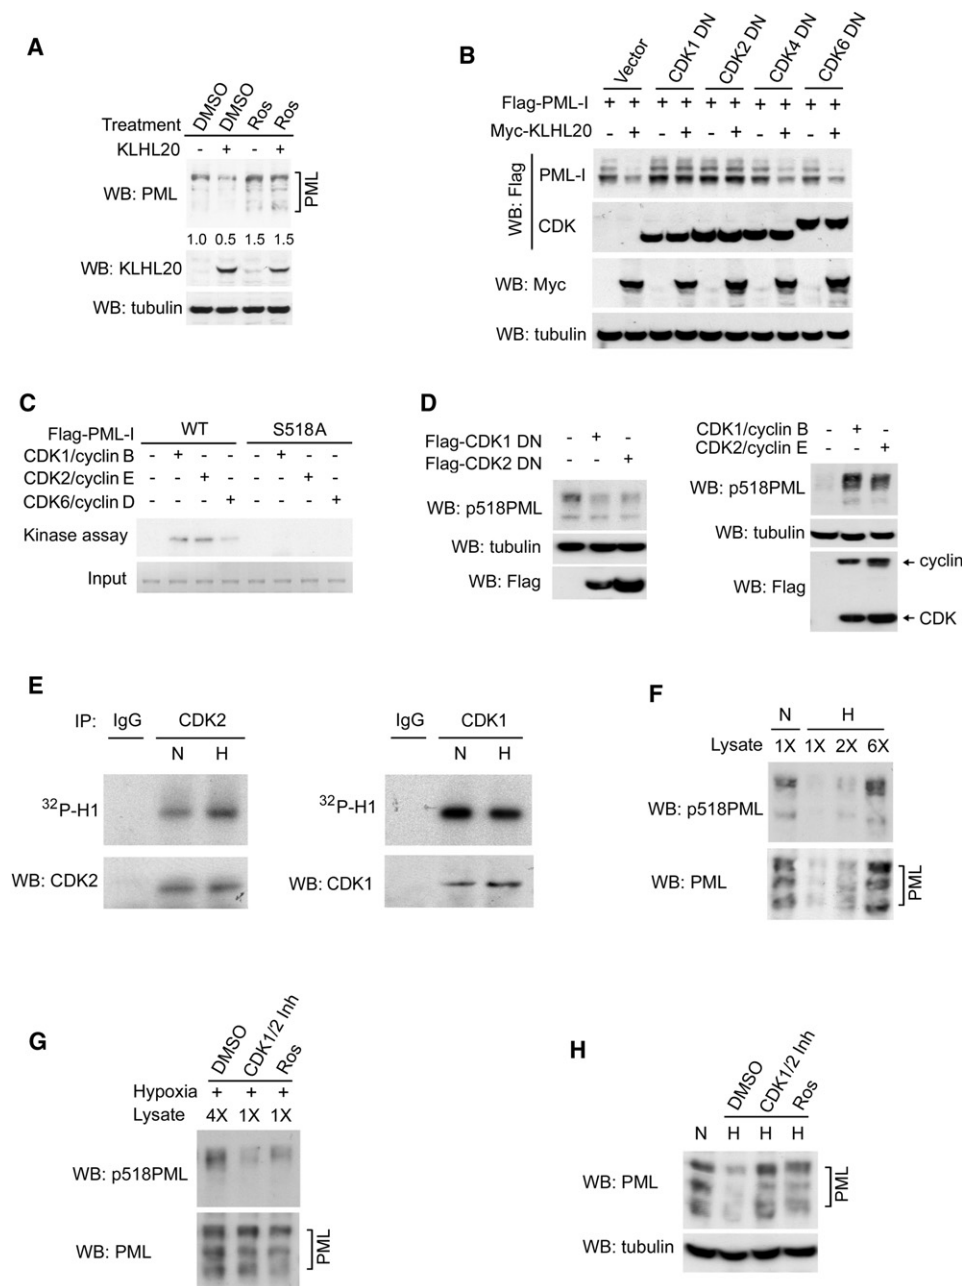 A
Treatment DMSO DMSO Ros Ros
KLHL20 - + - +
WB: PML
PML
1.0 0.5 1.5 1.5
WB: KLHL20
WB: tubulin
B
Vector CDK1 DN CDK2 DN CDK4 DN CDK6 DN
Flag-PML-I + + + + + + + + + +
Myc-KLHL20 - + - + - + - + - +
WB: Flag
PML-I
CDK
WB: Myc
WB: tubulin
C
Flag-PML-I WT S518A
CDK1/cyclin B - + - - - + - -
CDK2/cyclin E - - + - - - + -
CDK6/cyclin D - - - + - - - +
Kinase assay
Input
D
Flag-CDK1 DN - + -
Flag-CDK2 DN - - +
WB: p518PML
WB: tubulin
WB: Flag
CDK1/cyclin B - + -
CDK2/cyclin E - - +
WB: p518PML
WB: tubulin
WB: Flag
← cyclin
← CDK
E
IP: IgG CDK2
N H
32P-H1
WB: CDK2
IgG CDK1
N H
32P-H1
WB: CDK1
F
N H
Lysate 1X 1X 2X 6X
WB: p518PML
WB: PML
PML
G
DMSO CDK1/2 Inh Ros
Hypoxia + + +
Lysate 4X 1X 1X
WB: p518PML
WB: PML
PML
H
DMSO CDK1/2 Inh Ros
N H H H
WB: PML
PML
WB: tubulin